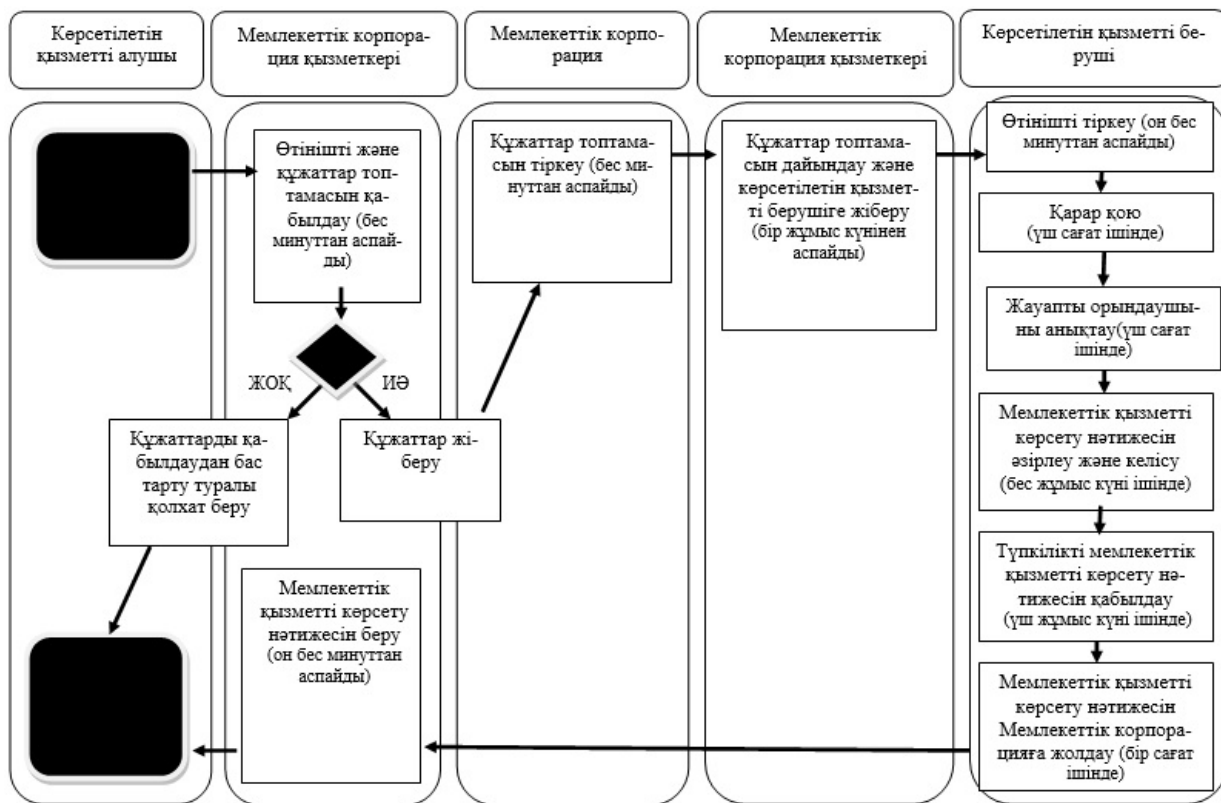 Көрсетілетін
қызметті алушы
Мемлекеттік корпора-
ция қызметкері
Мемлекеттік корпо-
рация
Мемлекеттік
корпорация қызметкері
Көрсетілетін қызметті бе-
руші
Өтінішті және
құжаттар топ-
тамасын қа-
былдау (бес
минуттан аспай-
ды)
ЖОҚ
ИӘ
Құжаттарды қа-
былдаудан бас
тарту туралы
қолхат беру
Құжаттар жі-
беру
Құжаттар топтама-
сын тіркеу (бес ми-
нуттан аспайды)
Құжаттар топтама-
сын дайындау және
көрсетілетін қызмет-
ті берушіге жіберу
(бір жұмыс күнінен
аспайды)
Өтінішті тіркеу (он бес
минуттан аспайды)
Қарар қою
(үш сағат ішінде)
Жауапты орындаушы-
ны анықтау(үш сағат
ішінде)
Мемлекеттік қызметті
көрсету нәтижесін
әзірлеу және келісу
(бес жұмыс күні ішінде)
Түпкілікті мемлекеттік
қызметті көрсету нә-
тижесін қабылдау
(үш жұмыс күні ішінде)
Мемлекеттік қызметті
көрсету нәтижесін
Мемлекеттік корпора-
цияға жолдау (бір сағат
ішінде)
Мемлекеттік
қызметті көрсету
нәтижесін беру
(он бес минуттан
аспайды)